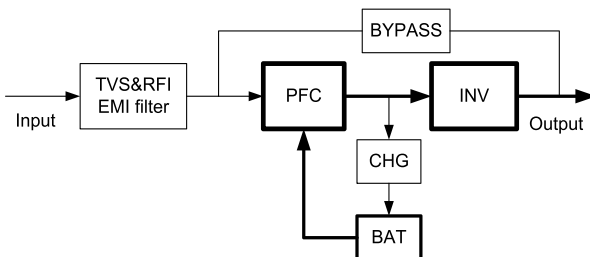 BYPASS
TVS&RFI
EMI filter
PFC
INV
Input
Output
CHG
BAT